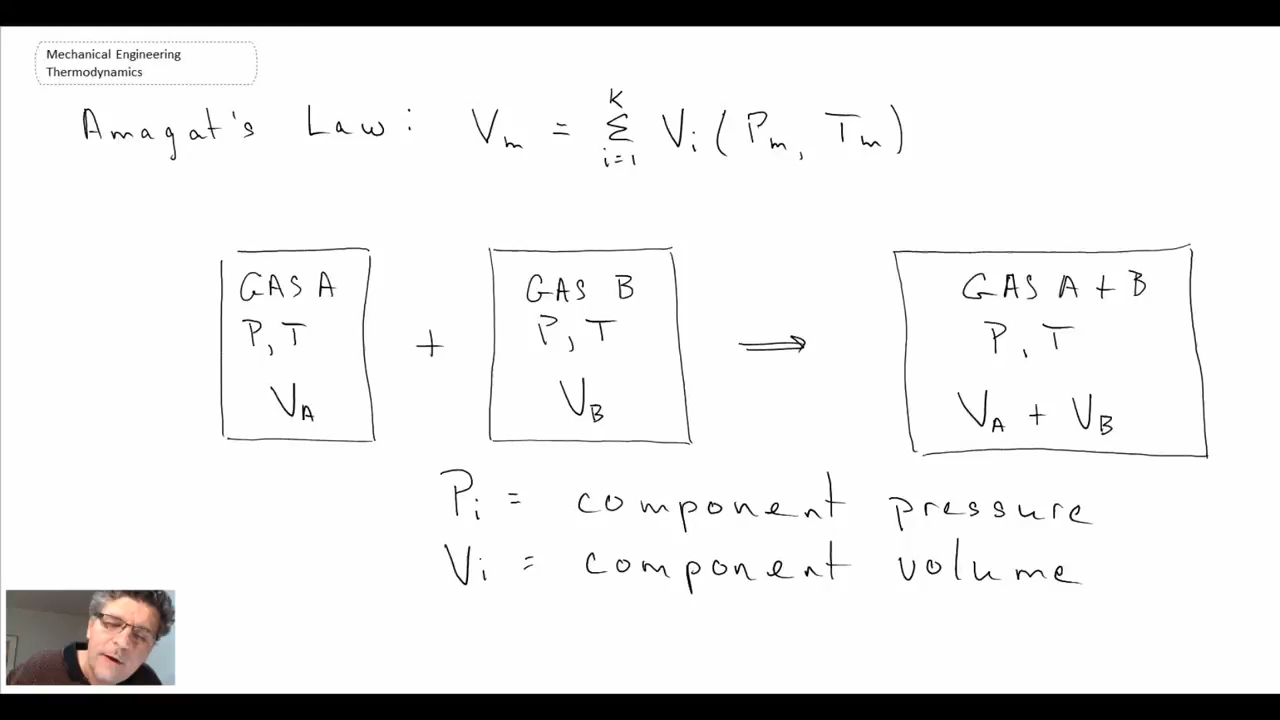 Mechanical Engineering
Thermodynamics
Amagat's Law: Vm = K Σ i=1 Vi (Pm, Tm)
GAS A
P, T
VA
+
GAS B
P, T
VB
⇒
GAS A + B
P, T
VA + VB
Pi = component pressure
Vi = component volume